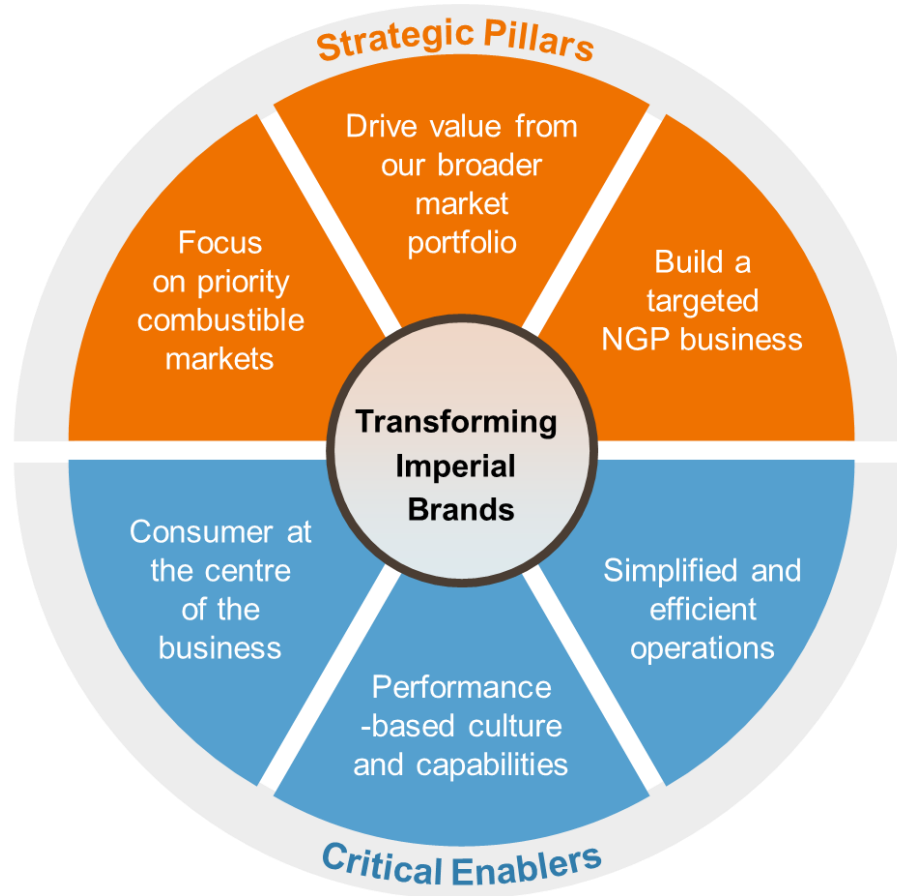 Strategic Pillars
Focus
on priority
combustible
markets
Drive value from
our broader
market
portfolio
Build a
targeted
NGP business
Transforming
Imperial
Brands
Consumer at
the centre
of the
business
Performance
-based culture
and capabilities
Simplified and
efficient
operations
Critical Enablers